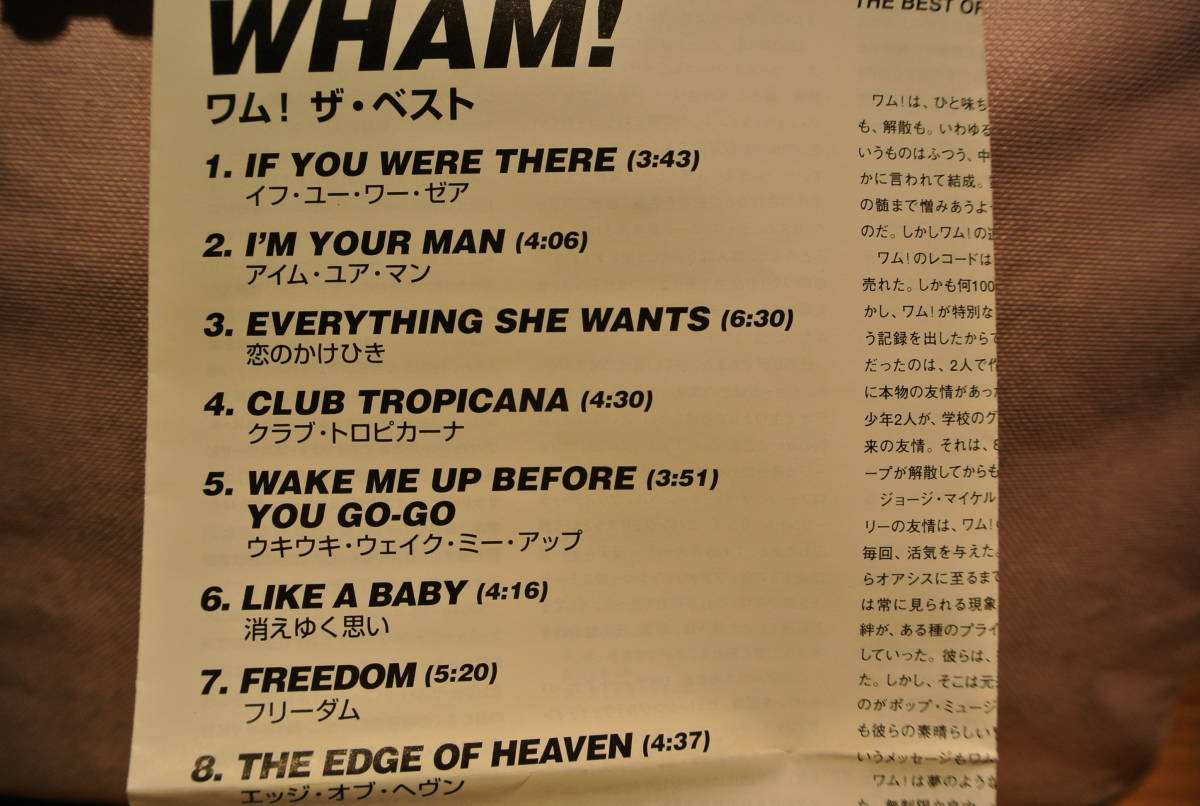 WHAM!
ワム! ザ・ベスト
1. IF YOU WERE THERE (3:43)
イフ・ユー・ワー・ゼア
2. I'M YOUR MAN (4:06)
アイム・ユア・マン
3. EVERYTHING SHE WANTS (6:30)
恋のかけひき
4. CLUB TROPICANA (4:30)
クラブ・トロピカーナ
5. WAKE ME UP BEFORE (3:51)
YOU GO-GO
ウキウキ・ウェイク・ミー・アップ
6. LIKE A BABY (4:16)
消えゆく思い
7. FREEDOM (5:20)
フリーダム
8. THE EDGE OF HEAVEN (4:37)
エッジ・オブ・ヘヴン
THE BEST OF
ワム!は、ひと味ち
も、解散も。いわゆる
いうものはふつう、中
かに言われて結成。
の髄まで憎みあうよ
のだ。しかしワム!の
ワム!のレコードは
売れた。しかも何100
かし、ワム!が特別な
う記録を出したからで
だったのは、2人で作
に本物の友情があっ
少年2人が、学校のグ
来の友情。それは、8
ープが解散してからも
ジョージ・マイケル
リーの友情は、ワム!
毎回、活気を与えた。
らオアシスに至るまで
は常に見られる現象
絆が、ある種のプライ
していった。彼らは、
た。しかし、そこは元
のがポップ・ミュージ
も彼らの素晴らしい
いうメッセージもワム
ワム!は夢のような